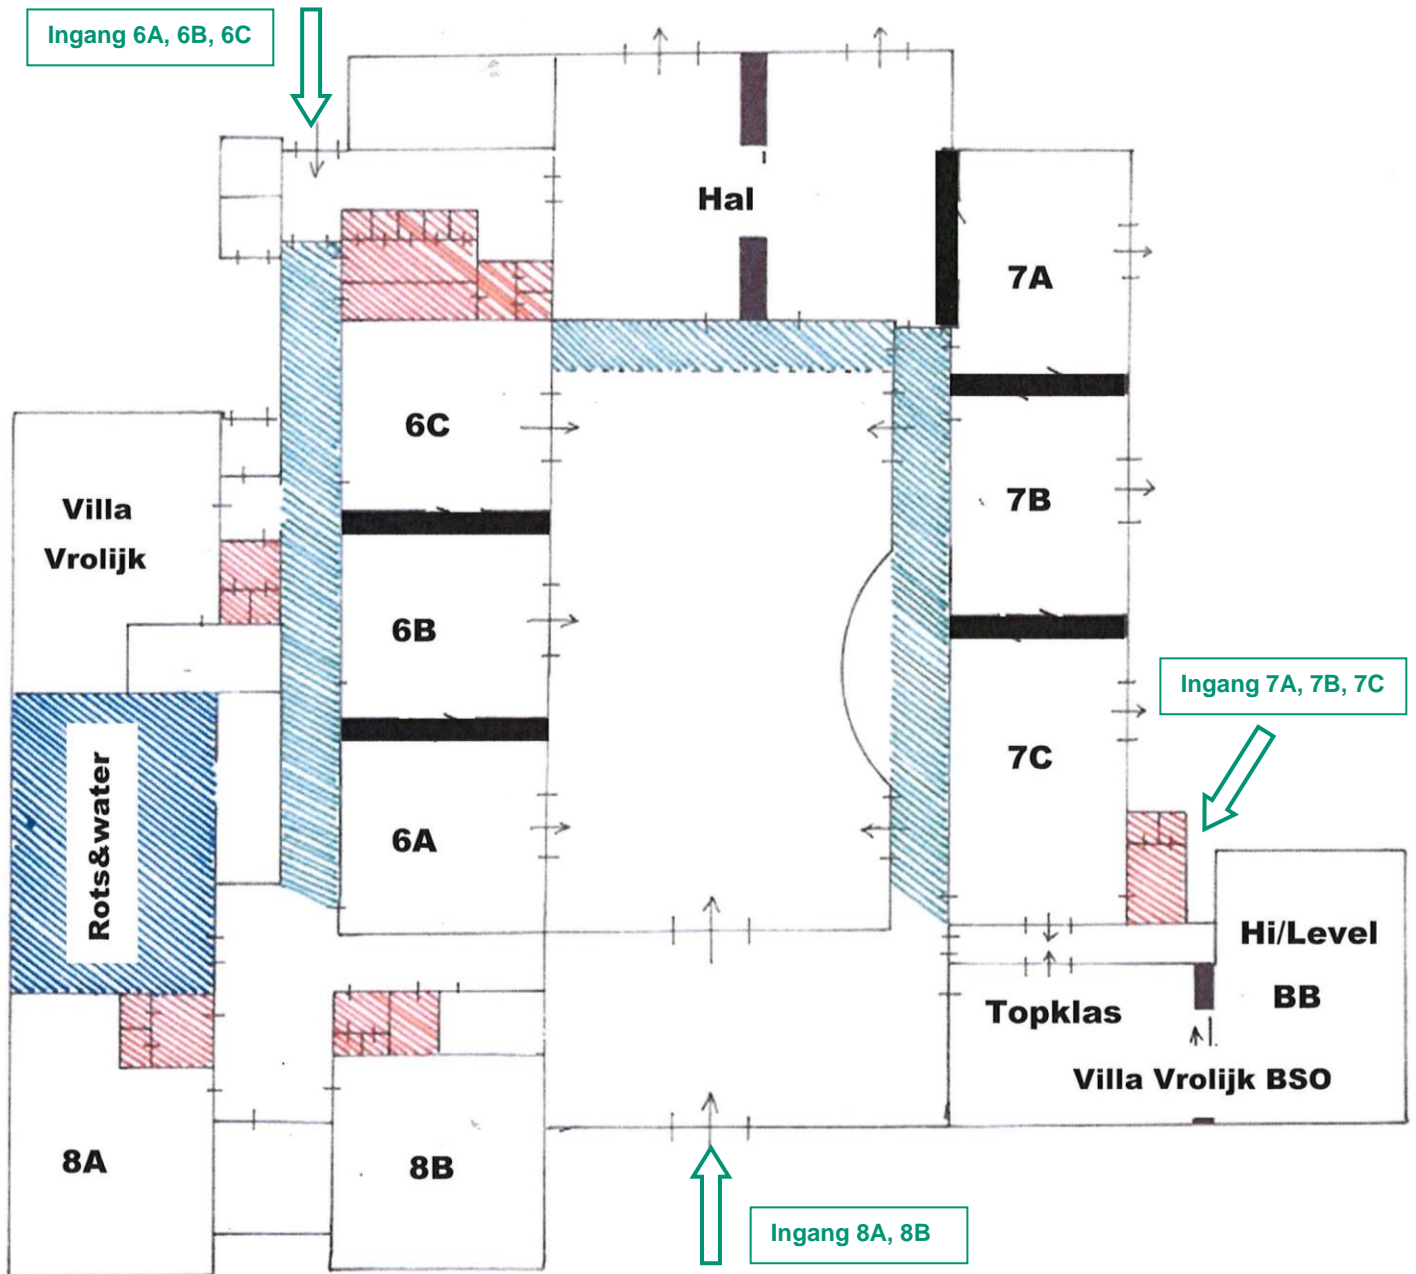 Ingang 6A, 6B, 6C
Hal
7A
6C
7B
Villa
Vrolijk
6B
Ingang 7A, 7B, 7C
7C
Rots&water
6A
Hi/Level
BB
Topklas
Villa Vrolijk BSO
8A
8B
Ingang 8A, 8B